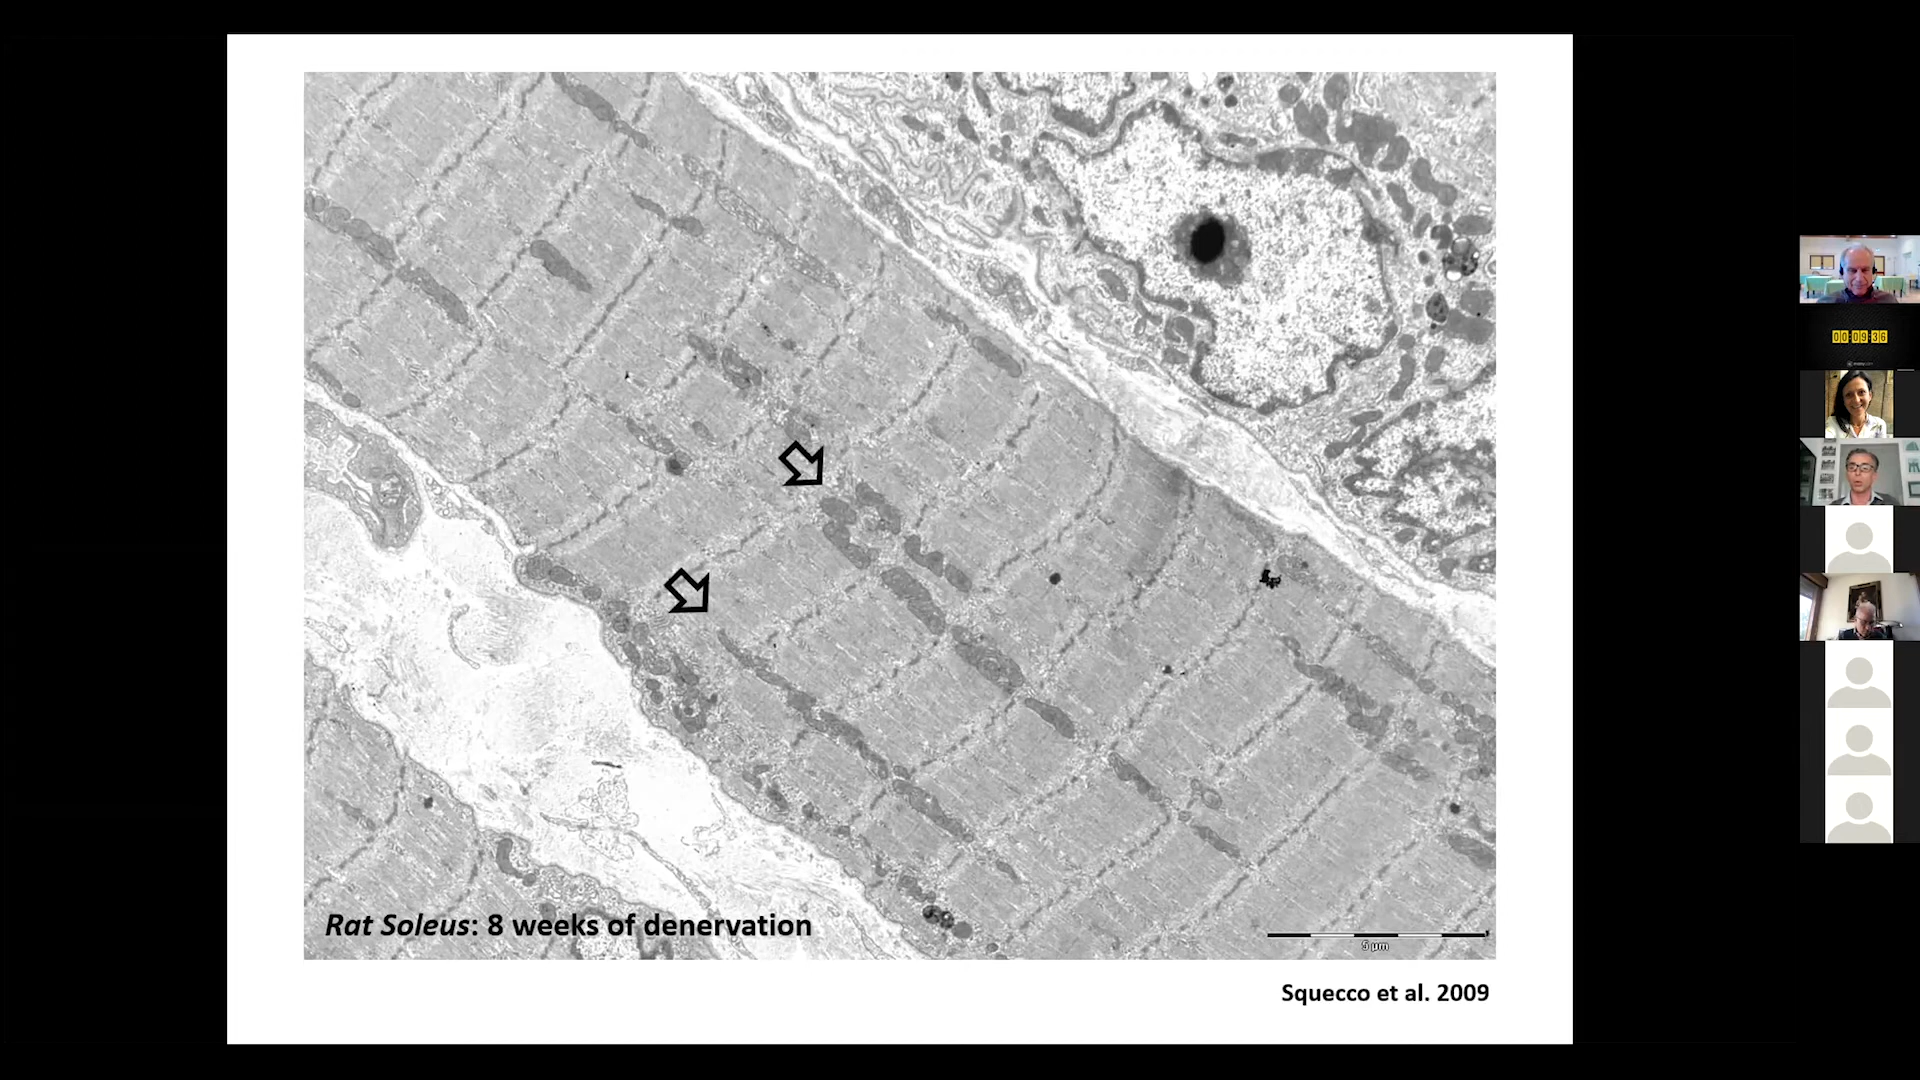 00:09:36
Rat Soleus: 8 weeks of denervation
5 µm
Squecco et al. 2009